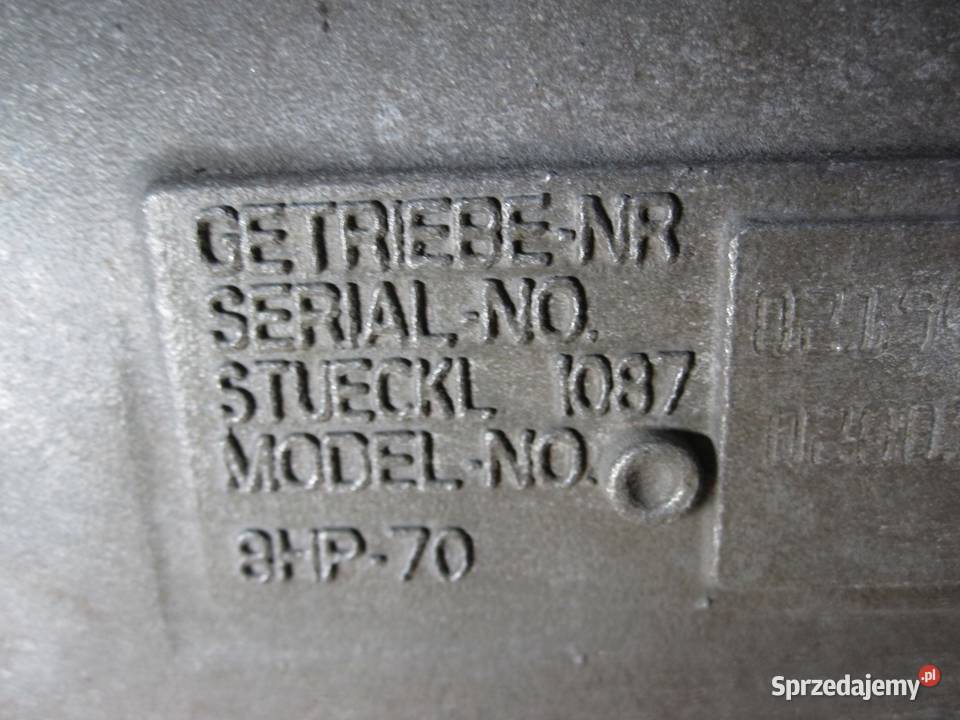 GETRIEBE-NR
SERIAL-NO.
STUECKL 1087
MODEL-NO.
8HP-70
Sprzedajemy.pl